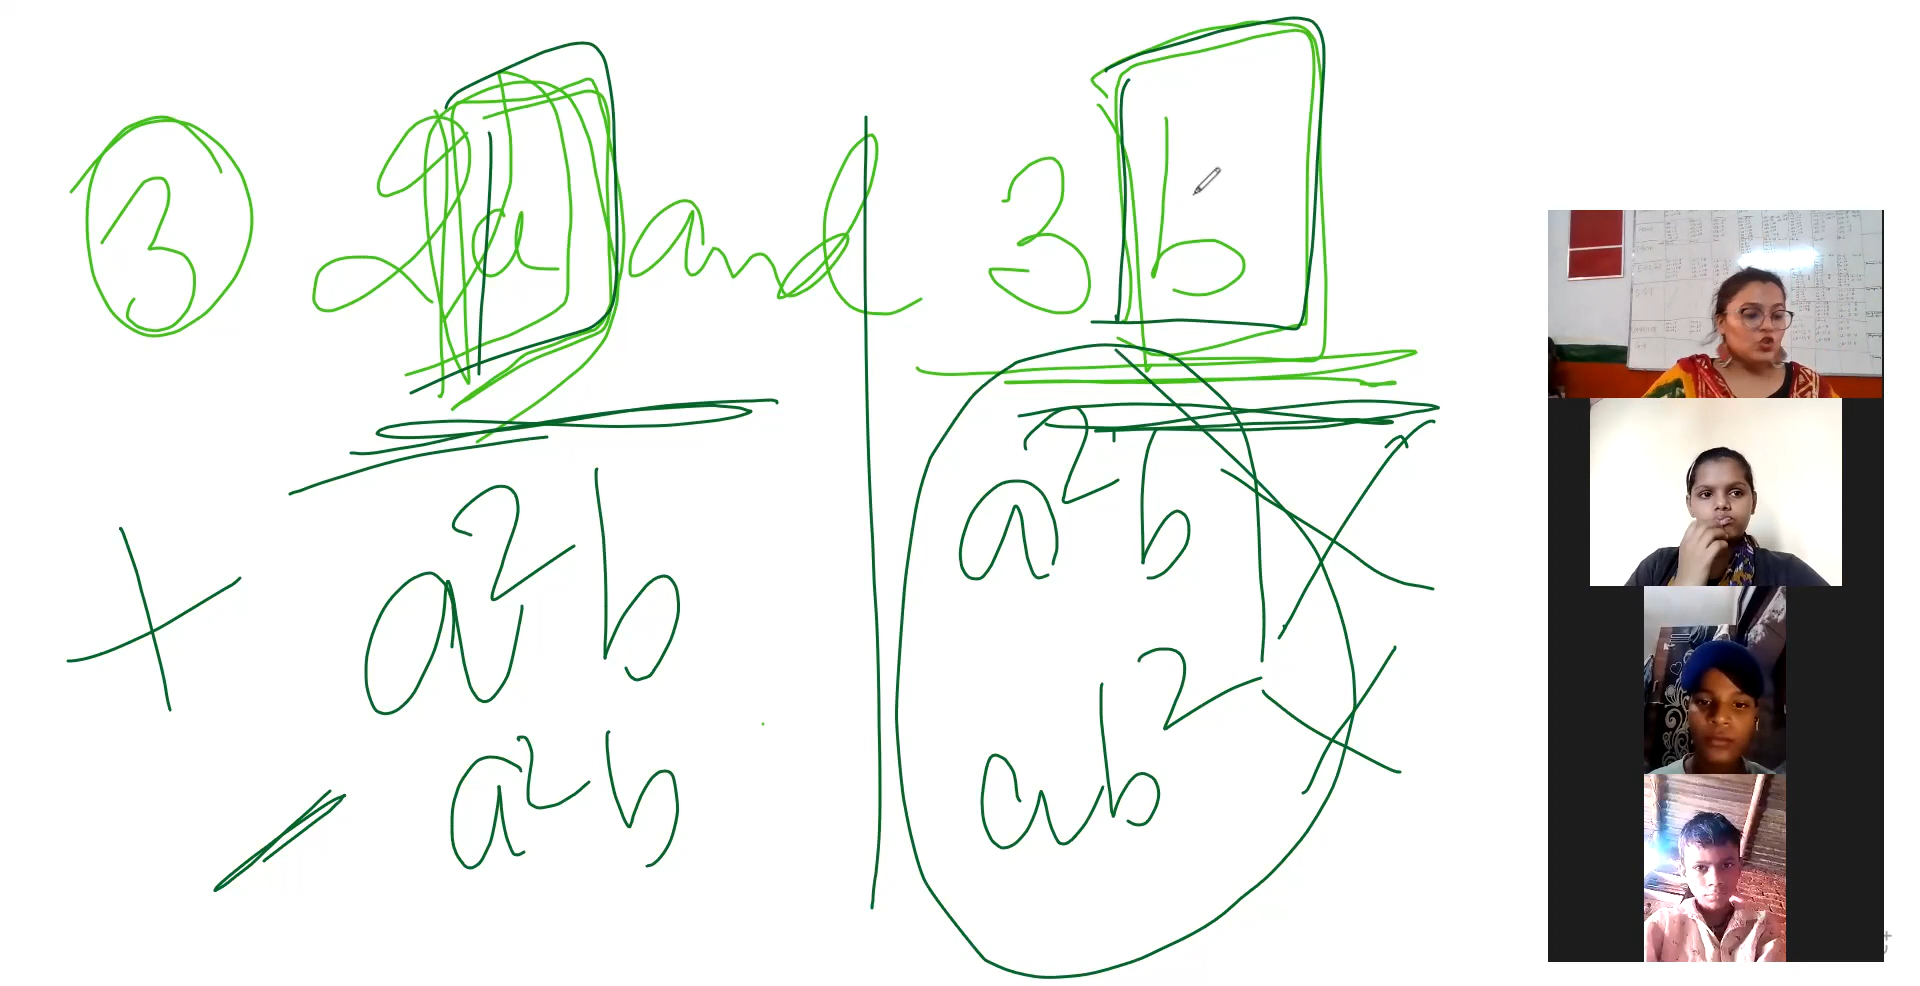 3 2a and 3b
+ a²b a²b
- a²b ab²